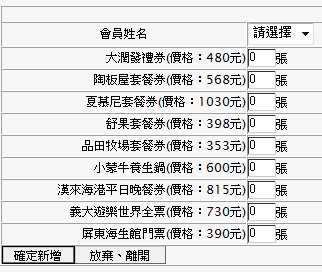 會員姓名 請選擇
大潤發禮券(價格：480元) 0 張
陶板屋套餐券(價格：568元) 0 張
夏慕尼套餐券(價格：1030元) 0 張
舒果套餐券(價格：398元) 0 張
品田牧場套餐券(價格：353元) 0 張
小蒙牛養生鍋(價格：600元) 0 張
漢來海港平日晚餐券(價格：815元) 0 張
義大遊樂世界全票(價格：730元) 0 張
屏東海生館門票(價格：390元) 0 張
確定新增 放棄、離開